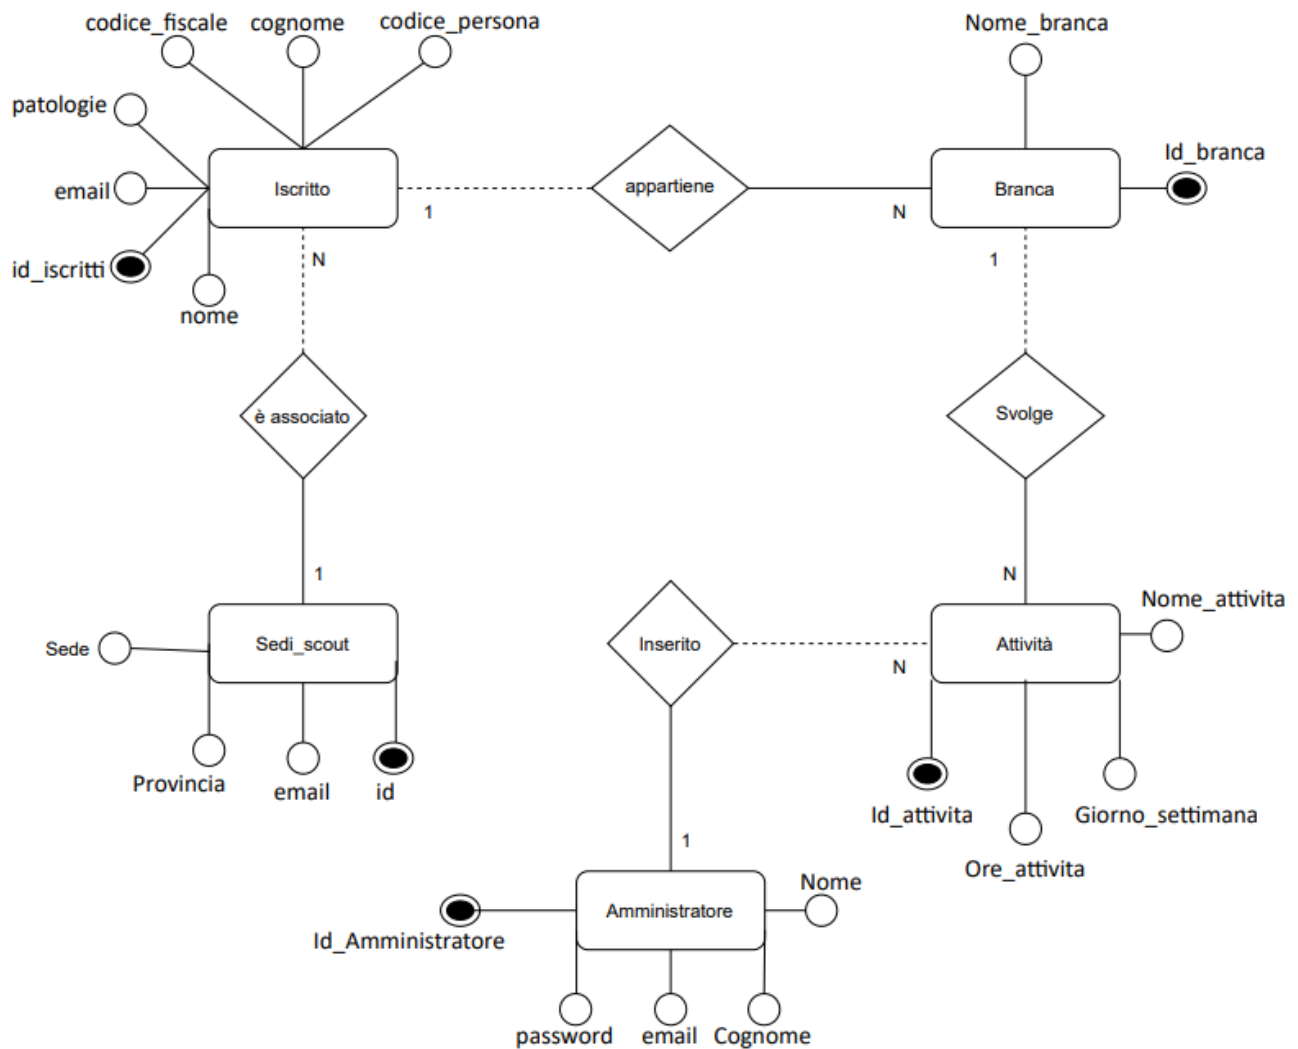 codice_fiscale
cognome
codice_persona
Nome_branca
patologie
Id_branca
email
Iscritto
appartiene
Branca
1
N
id_iscritti
nome
N
1
è associato
Svolge
1
N
Nome_attivita
Sede
Sedi_scout
Inserito
N
Attività
Provincia
email
id
Id_attivita
Giorno_settimana
Ore_attivita
1
Nome
Amministratore
Id_Amministratore
password
email
Cognome